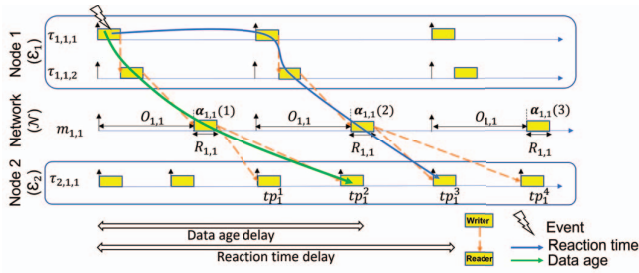 Node 1
(ℰ₁)
τ₁,₁,₁
τ₁,₁,₂
Network
(𝒩)
m₁,₁
O₁,₁
α₁,₁(1)
R₁,₁
O₁,₁
α₁,₁(2)
R₁,₁
O₁,₁
α₁,₁(3)
R₁,₁
Node 2
(ℰ₂)
τ₂,₁,₁
tp₁¹
tp₁²
tp₁³
tp₁⁴
Data age delay
Reaction time delay
Writer
Reader
Event
Reaction time
Data age